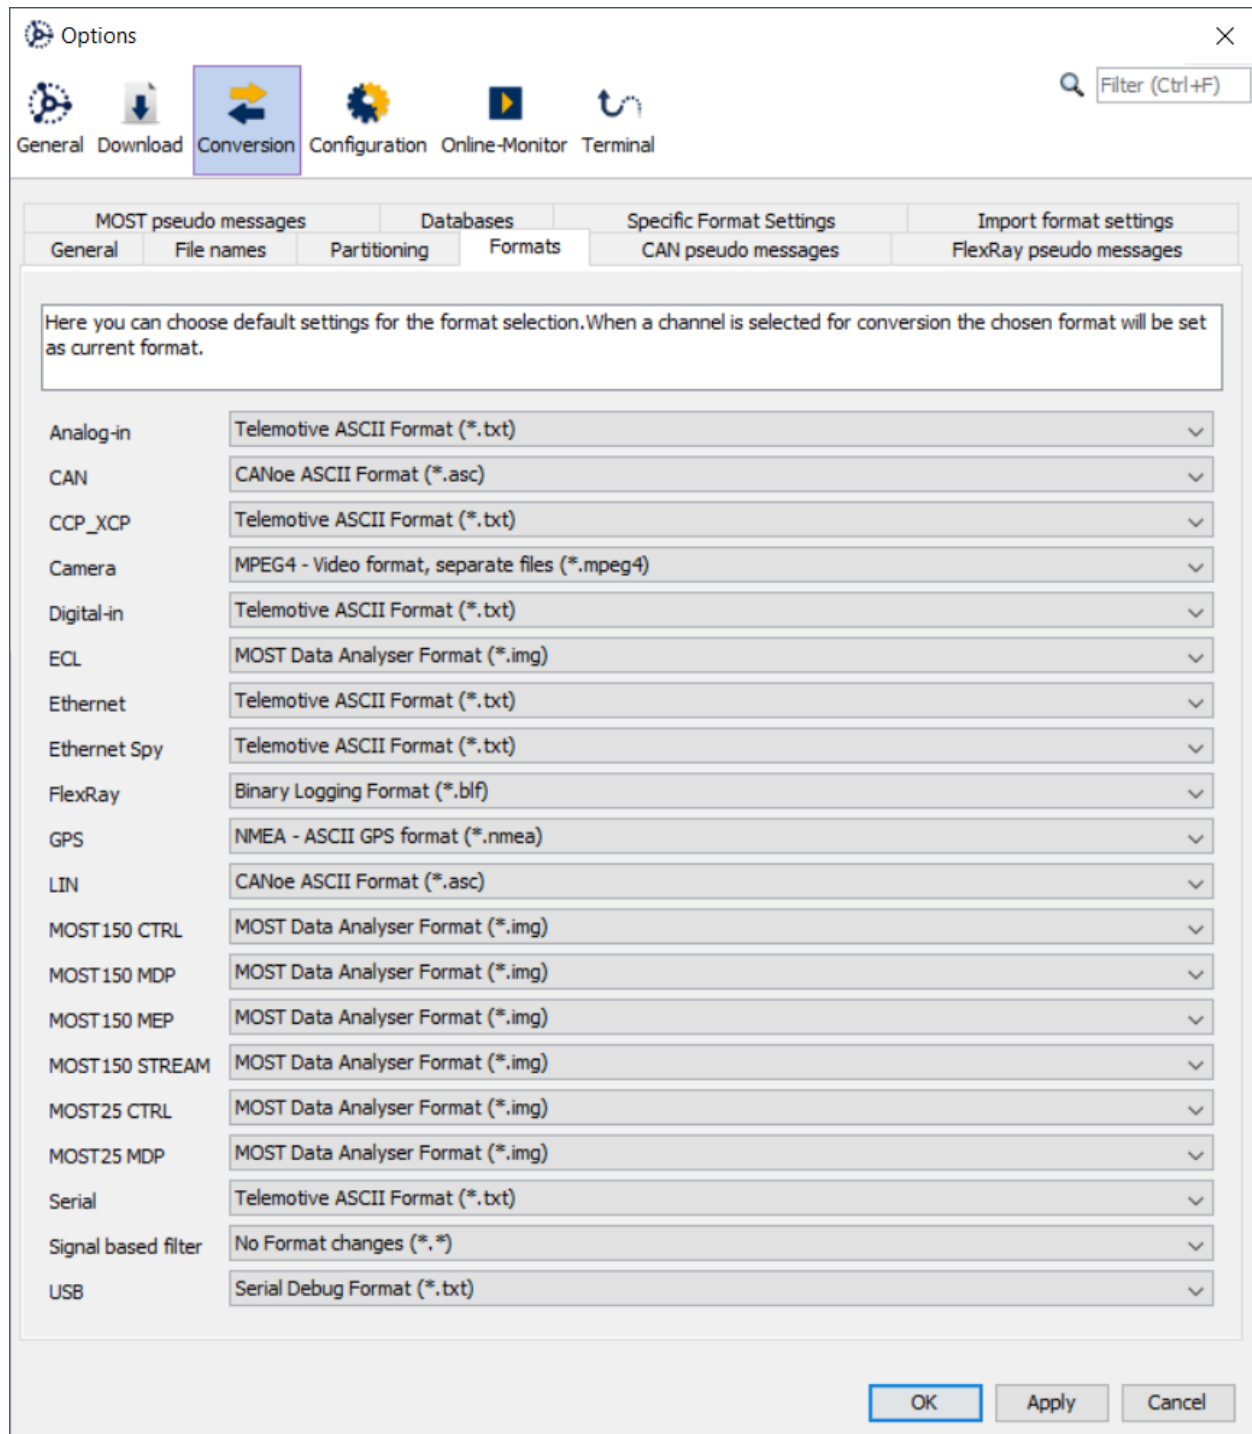 Options
Filter (Ctrl+F)
General Download Conversion Configuration Online-Monitor Terminal
MOST pseudo messages Databases Specific Format Settings Import format settings
General File names Partitioning Formats CAN pseudo messages FlexRay pseudo messages
Here you can choose default settings for the format selection.When a channel is selected for conversion the chosen format will be set
as current format.
Analog-in Telemotive ASCII Format (*.txt)
CAN CANoe ASCII Format (*.asc)
CCP_XCP Telemotive ASCII Format (*.txt)
Camera MPEG4 - Video format, separate files (*.mpeg4)
Digital-in Telemotive ASCII Format (*.txt)
ECL MOST Data Analyser Format (*.img)
Ethernet Telemotive ASCII Format (*.txt)
Ethernet Spy Telemotive ASCII Format (*.txt)
FlexRay Binary Logging Format (*.blf)
GPS NMEA - ASCII GPS format (*.nmea)
LIN CANoe ASCII Format (*.asc)
MOST150 CTRL MOST Data Analyser Format (*.img)
MOST150 MDP MOST Data Analyser Format (*.img)
MOST150 MEP MOST Data Analyser Format (*.img)
MOST150 STREAM MOST Data Analyser Format (*.img)
MOST25 CTRL MOST Data Analyser Format (*.img)
MOST25 MDP MOST Data Analyser Format (*.img)
Serial Telemotive ASCII Format (*.txt)
Signal based filter No Format changes (*.*)
USB Serial Debug Format (*.txt)
OK Apply Cancel